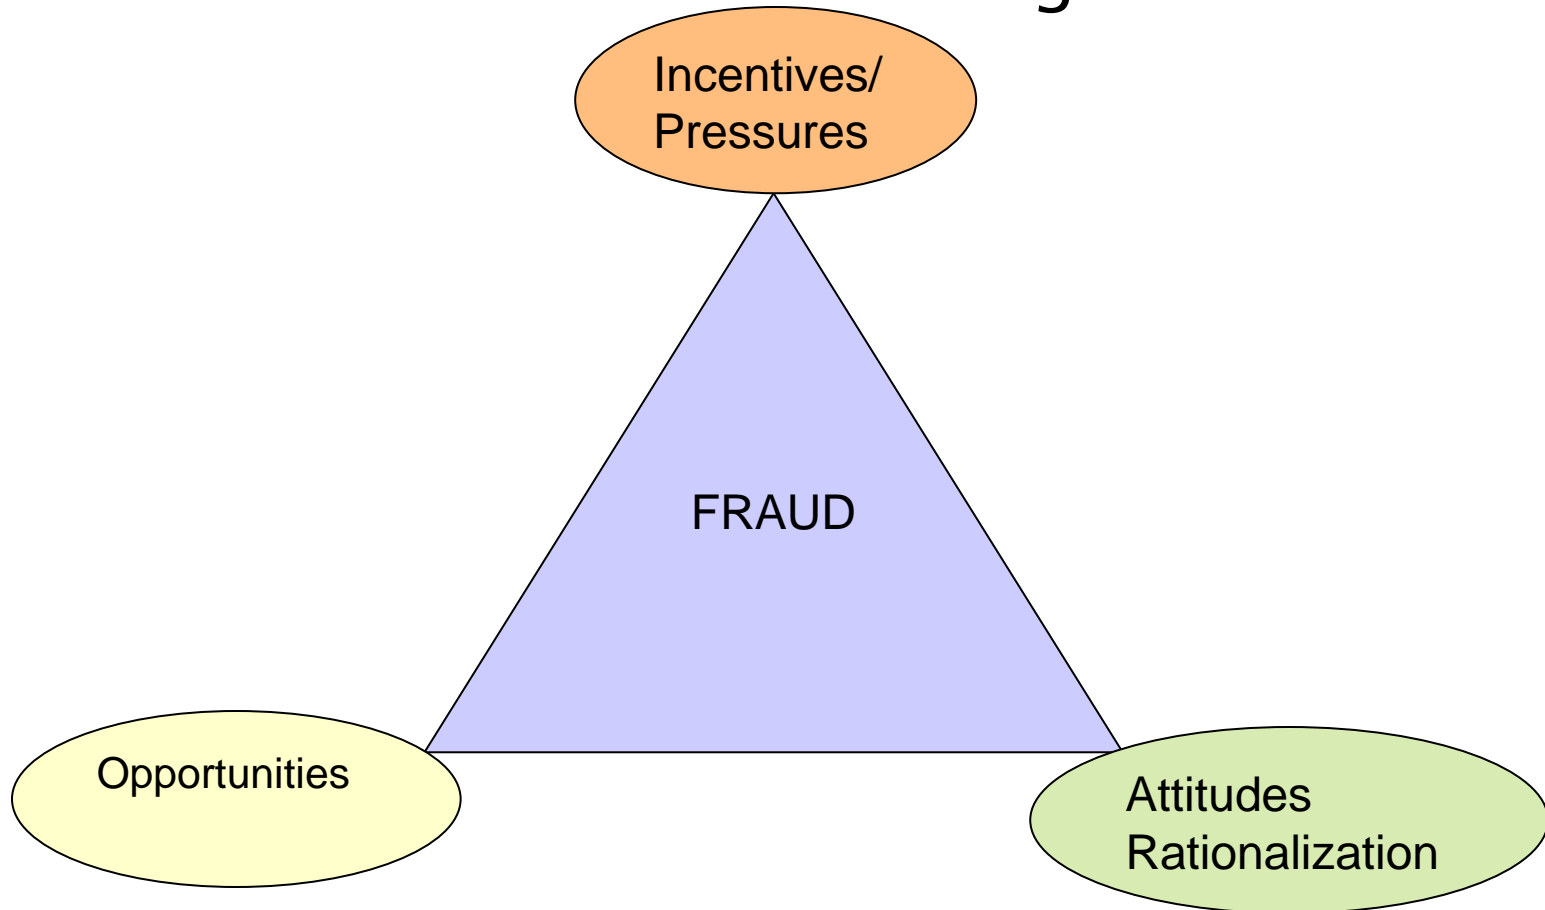 Incentives/
Pressures
FRAUD
Opportunities
Attitudes
Rationalization